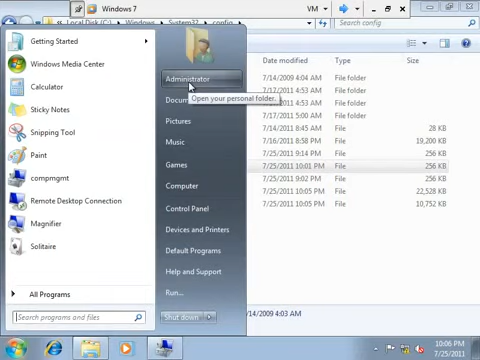 Windows 7
VM
Local Disk (C:)
Windows
System32
config
Search config
Getting Started
Windows Media Center
Calculator
Sticky Notes
Snipping Tool
Paint
compmgmt
Remote Desktop Connection
Magnifier
Solitaire
All Programs
Search programs and files
Administrator
Open your personal folder.
Docum
Pictures
Music
Games
Computer
Control Panel
Devices and Printers
Default Programs
Help and Support
Run...
Shut down
Date modified Type Size
7/14/2009 4:04 AM File folder
7/17/2011 4:53 AM File folder
7/17/2011 4:53 AM File folder
7/17/2011 5:00 AM File folder
7/14/2011 8:45 AM File 28 KB
7/16/2011 8:58 PM File 19,200 KB
7/25/2011 9:14 PM File 256 KB
7/25/2011 10:01 PM File 256 KB
7/25/2011 9:02 PM File 256 KB
7/25/2011 10:05 PM File 22,528 KB
7/25/2011 10:05 PM File 10,752 KB
/14/2009 4:03 AM
10:06 PM
7/25/2011